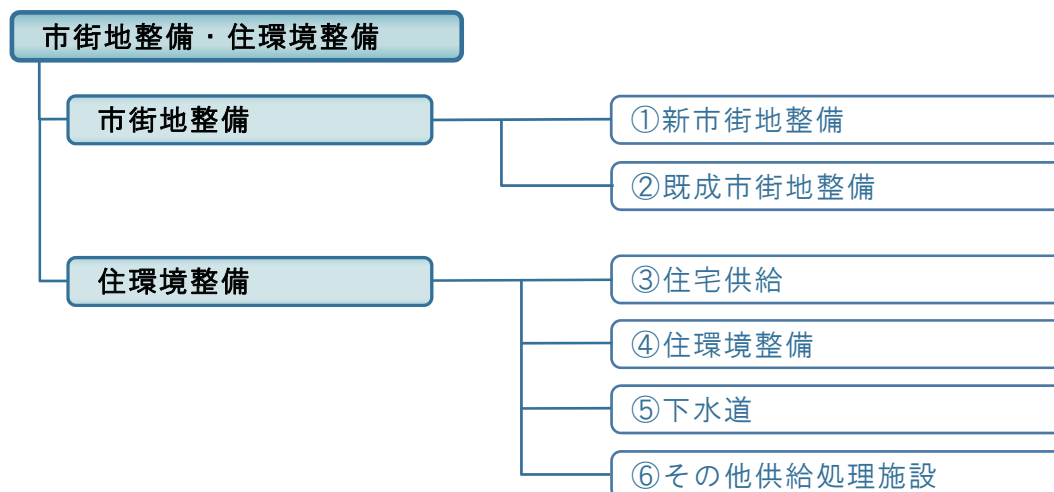 市街地整備・住環境整備
市街地整備
①新市街地整備
②既成市街地整備
住環境整備
③住宅供給
④住環境整備
⑤下水道
⑥その他供給処理施設